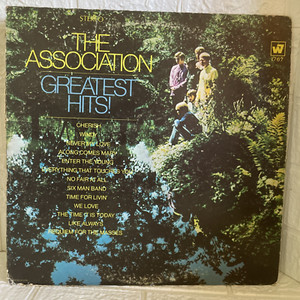 STEREO
THE
ASSOCIATION
GREATEST
HITS!
W
1767
CHERISH
WINDY
NEVER MY LOVE
ALONG COMES MARY
ENTER THE YOUNG
EVERYTHING THAT TOUCHES YOU
NO FAIR AT ALL
SIX MAN BAND
TIME FOR LIVIN'
WE LOVE
THE TIME IT IS TODAY
LIKE ALWAYS
REQUIEM FOR THE MASSES